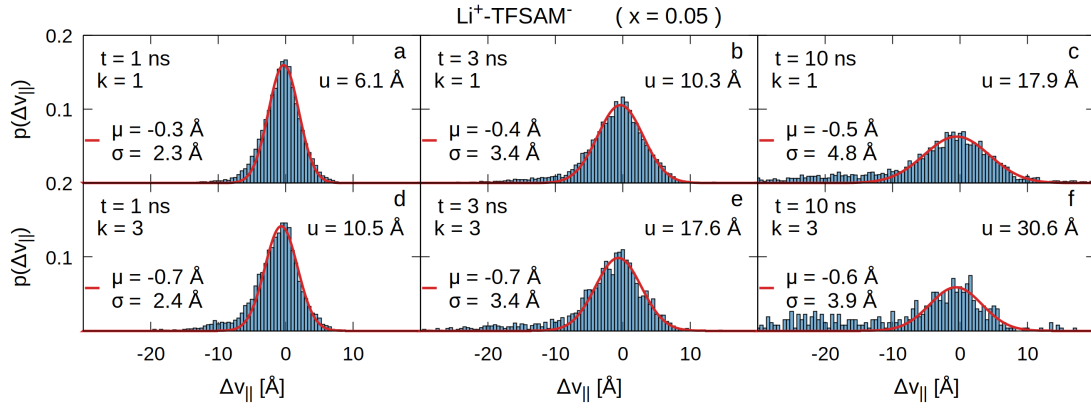 Li⁺-TFSAM⁻ ( x = 0.05 )
0.2
0.1
0.2
0.1
p(Δv||)
p(Δv||)
t = 1 ns
k = 1
a
u = 6.1 Å
μ = -0.3 Å
σ = 2.3 Å
t = 3 ns
k = 1
b
u = 10.3 Å
μ = -0.4 Å
σ = 3.4 Å
t = 10 ns
k = 1
c
u = 17.9 Å
μ = -0.5 Å
σ = 4.8 Å
t = 1 ns
k = 3
d
u = 10.5 Å
μ = -0.7 Å
σ = 2.4 Å
t = 3 ns
k = 3
e
u = 17.6 Å
μ = -0.7 Å
σ = 3.4 Å
t = 10 ns
k = 3
f
u = 30.6 Å
μ = -0.6 Å
σ = 3.9 Å
-20 -10 0 10
-20 -10 0 10
-20 -10 0 10
Δv|| [Å]
Δv|| [Å]
Δv|| [Å]